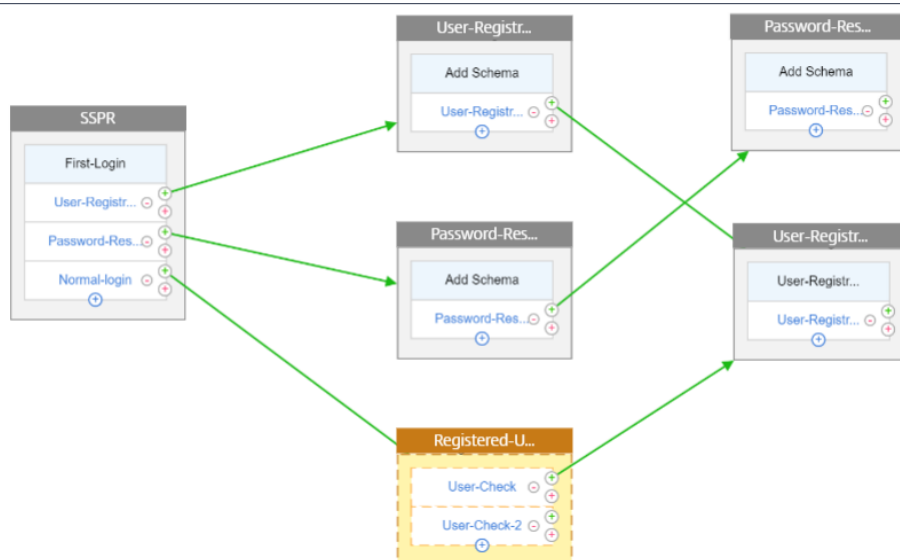 SSPR
First-Login
User-Registr...
Password-Res...
Normal-login
User-Registr...
Add Schema
User-Registr...
Password-Res...
Add Schema
Password-Res...
Registered-U...
User-Check
User-Check-2
Password-Res...
Add Schema
Password-Res...
User-Registr...
User-Registr...
User-Registr...